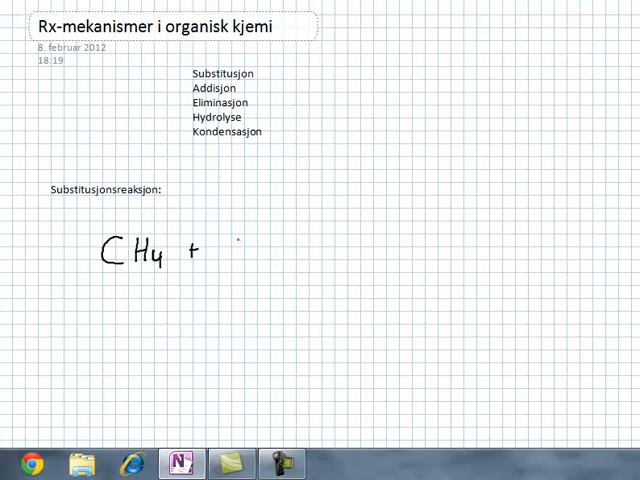 Rx-mekanismer i organisk kjemi
8. februar 2012
18:19
Substitusjon
Addisjon
Eliminasjon
Hydrolyse
Kondensasjon
Substitusjonsreaksjon:
CH4 +